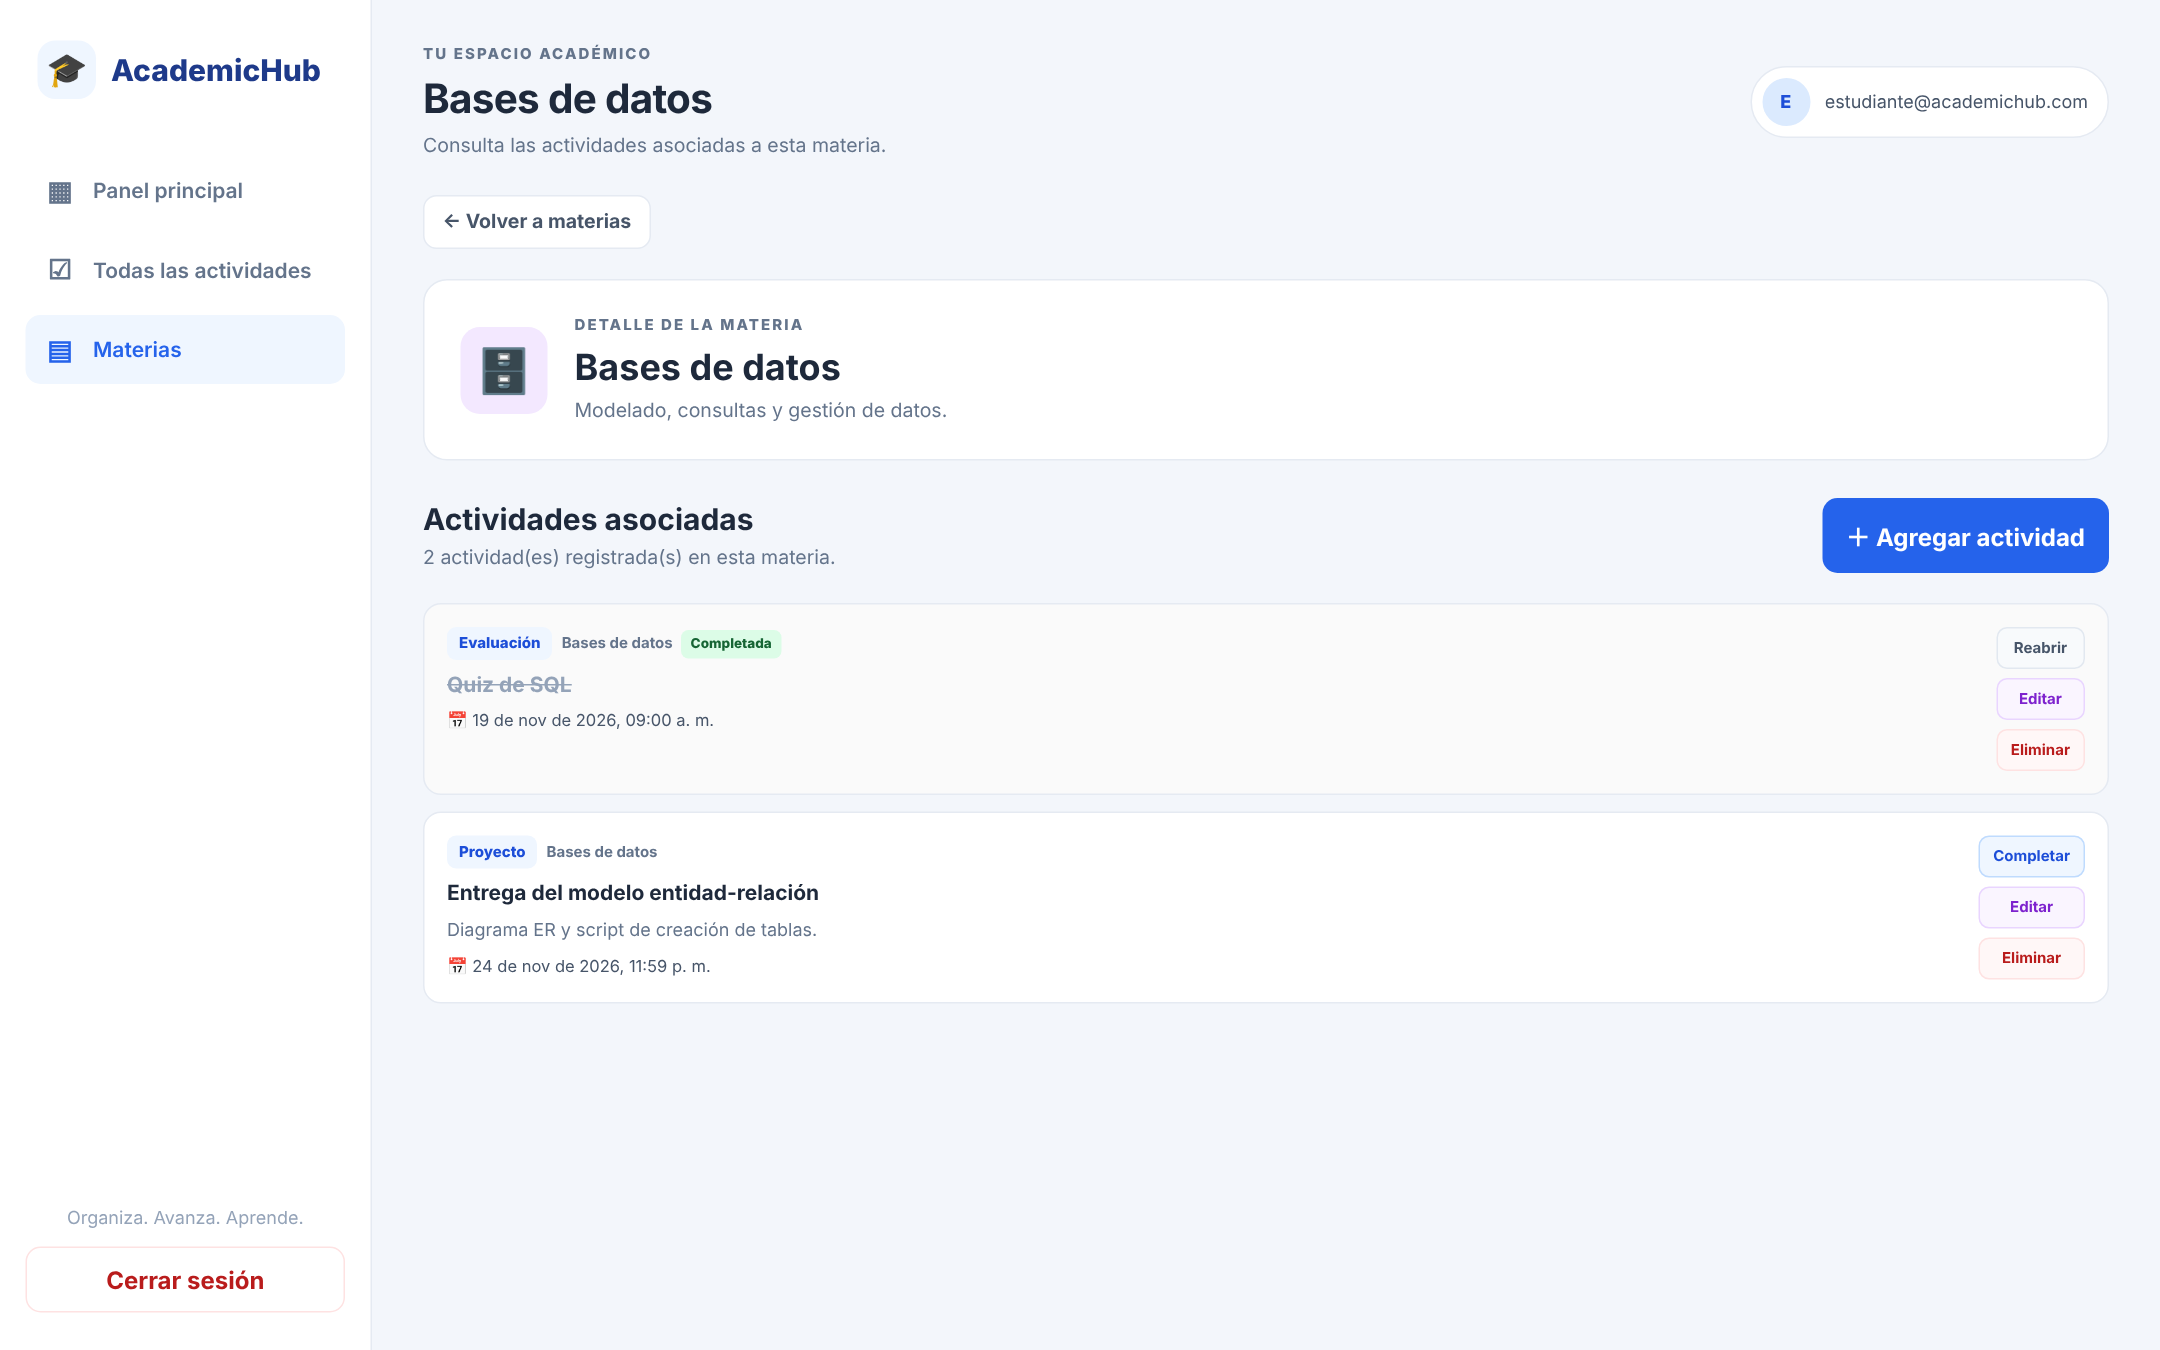 AcademicHub
Panel principal
Todas las actividades
Materias
Organiza. Avanza. Aprende.
Cerrar sesión
TU ESPACIO ACADÉMICO
Bases de datos
Consulta las actividades asociadas a esta materia.
E estudiante@academichub.com
← Volver a materias
DETALLE DE LA MATERIA
Bases de datos
Modelado, consultas y gestión de datos.
Actividades asociadas
2 actividad(es) registrada(s) en esta materia.
+ Agregar actividad
Evaluación Bases de datos Completada
Quiz de SQL
19 de nov de 2026, 09:00 a. m.
Reabrir
Editar
Eliminar
Proyecto Bases de datos
Entrega del modelo entidad-relación
Diagrama ER y script de creación de tablas.
24 de nov de 2026, 11:59 p. m.
Completar
Editar
Eliminar